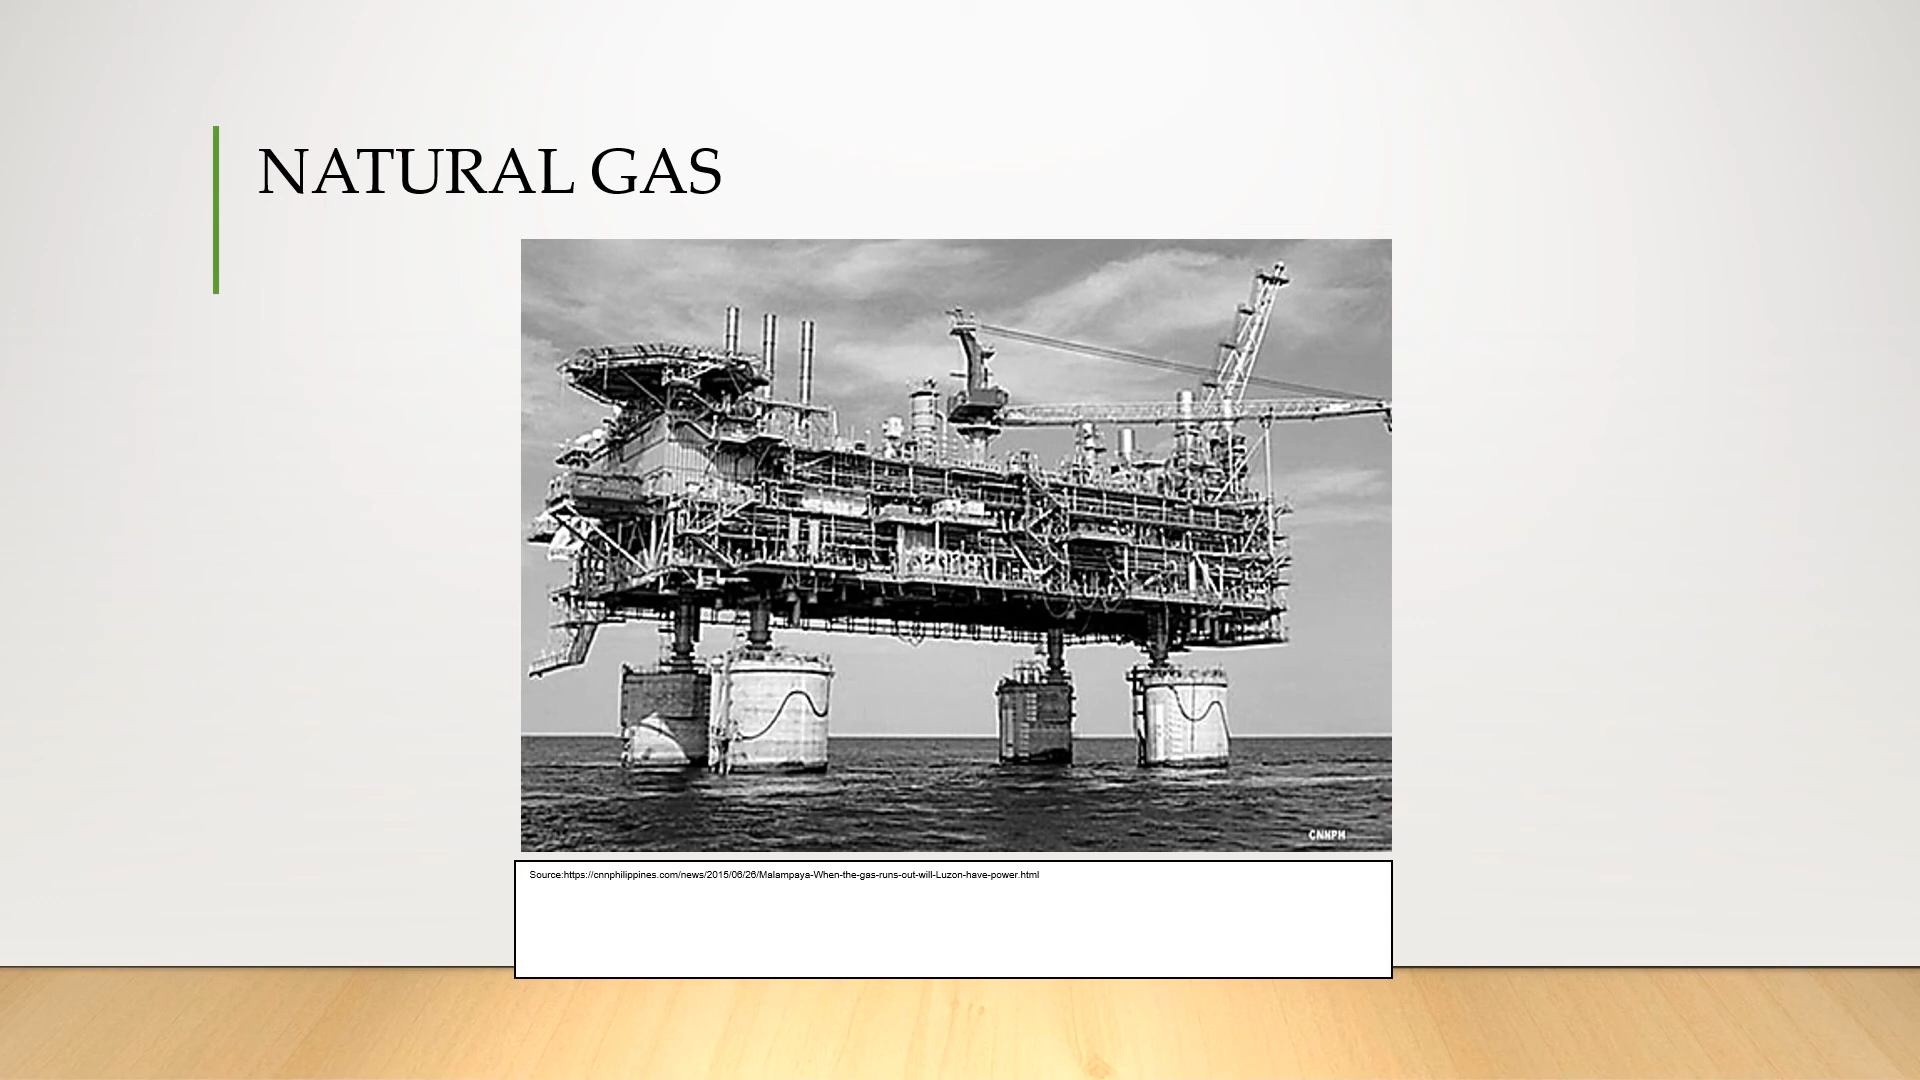 NATURAL GAS
CNNPH
Source:https://cnnphilippines.com/news/2015/06/26/Malampaya-When-the-gas-runs-out-will-Luzon-have-power.html